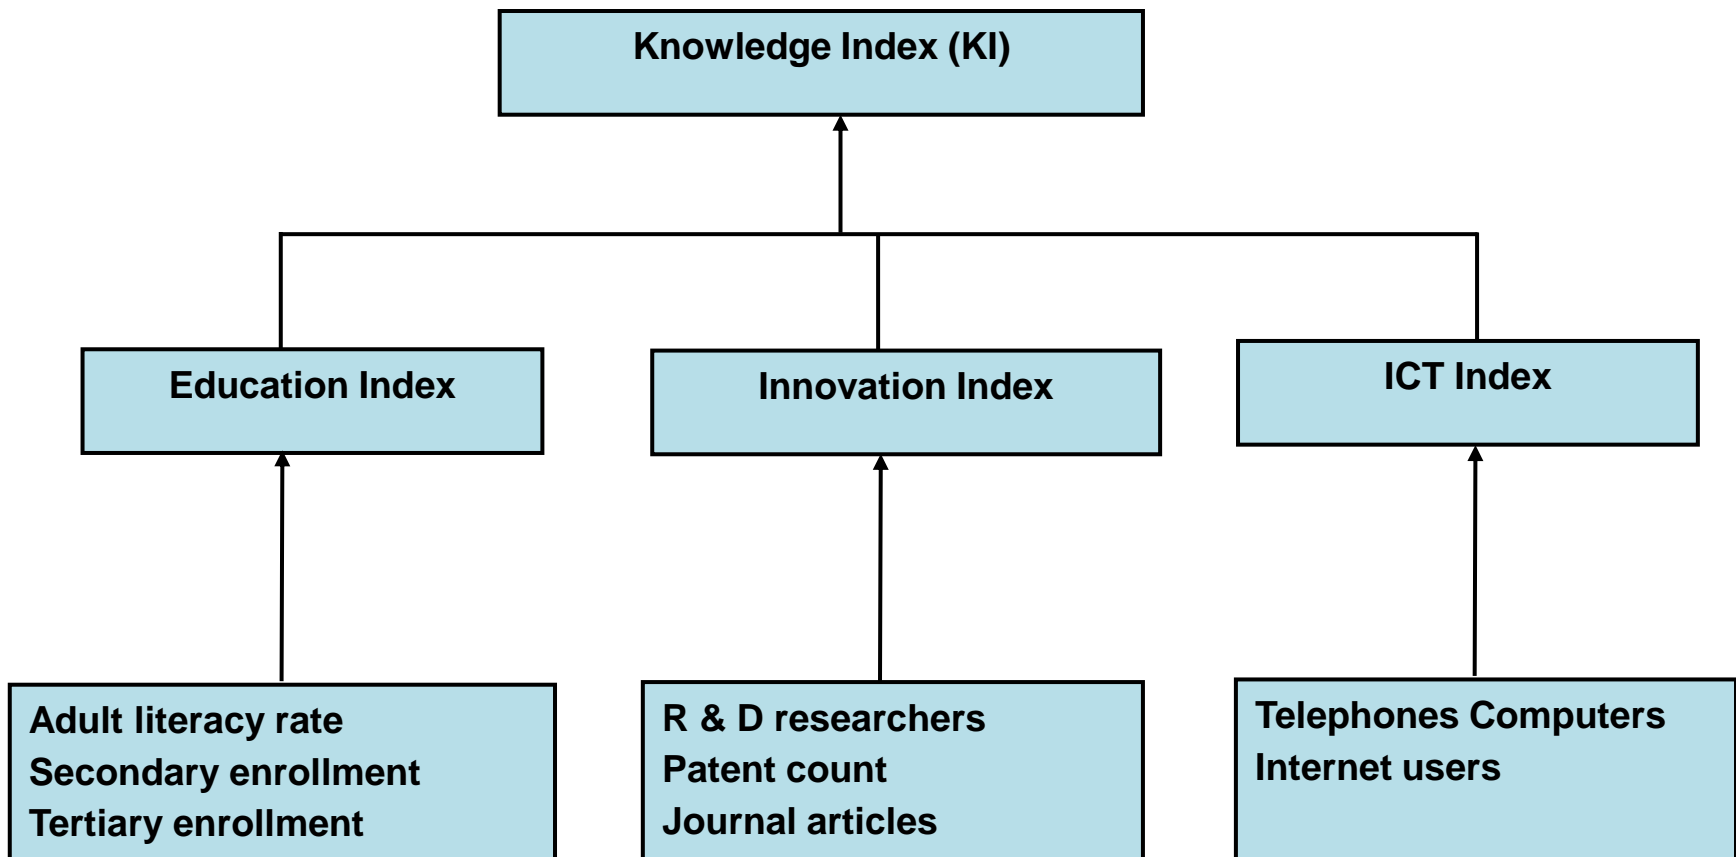 Knowledge Index (KI)
Education Index
Innovation Index
ICT Index
Adult literacy rate
Secondary enrollment
Tertiary enrollment
R & D researchers
Patent count
Journal articles
Telephones Computers
Internet users